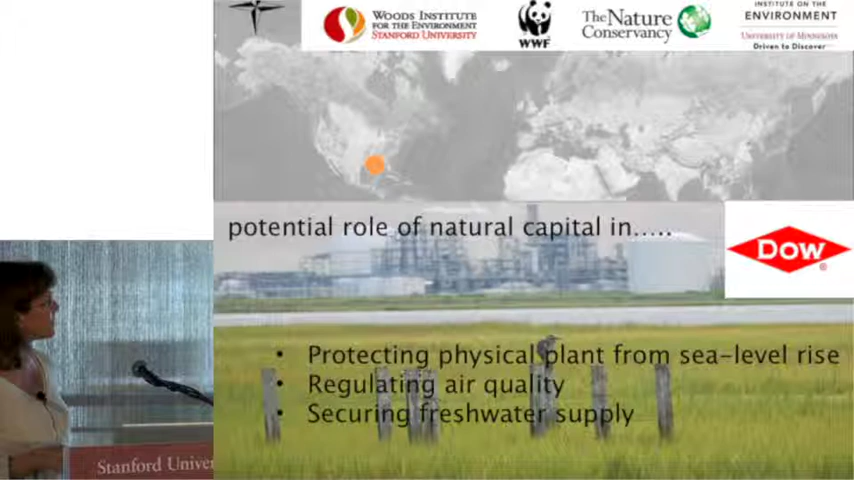 WOODS INSTITUTE
FOR THE ENVIRONMENT
STANFORD UNIVERSITY
WWF
The Nature
Conservancy
INSTITUTE ON THE
ENVIRONMENT
UNIVERSITY OF MINNESOTA
Driven to Discover
potential role of natural capital in.....
DOW
• Protecting physical plant from sea-level rise
• Regulating air quality
• Securing freshwater supply
Stanford Univer